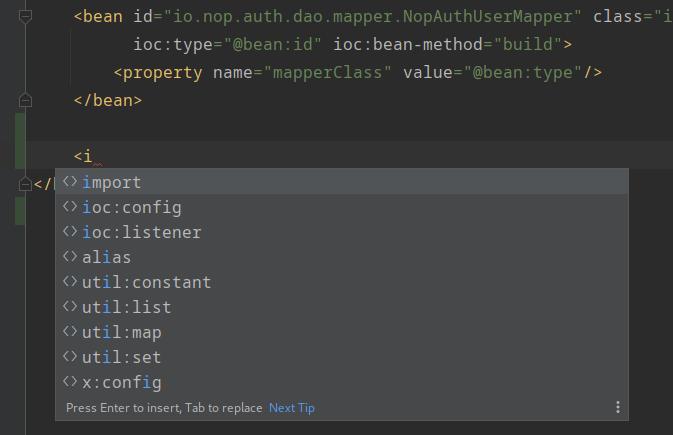 <bean id="io.nop.auth.dao.mapper.NopAuthUserMapper" class="i
ioc:type="@bean:id" ioc:bean-method="build">
<property name="mapperClass" value="@bean:type"/>
</bean>
<i
</
import
ioc:config
ioc:listener
alias
util:constant
util:list
util:map
util:set
x:config
Press Enter to insert, Tab to replace Next Tip